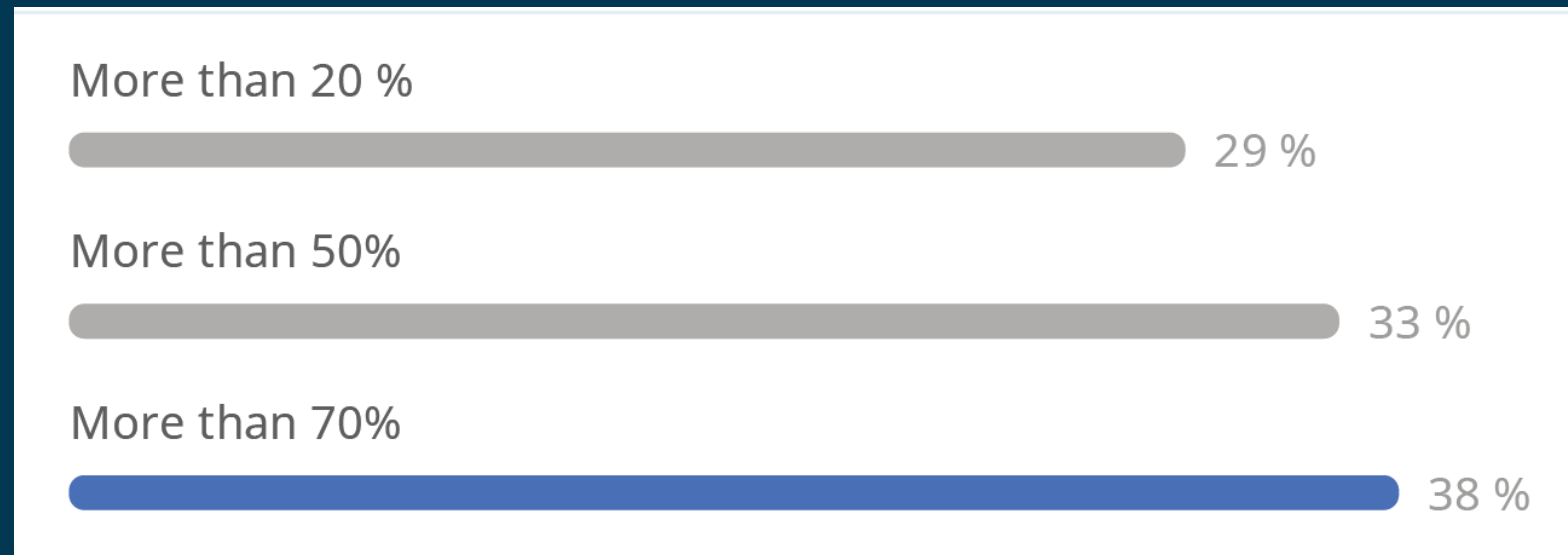 More than 20 %
29 %
More than 50%
33 %
More than 70%
38 %